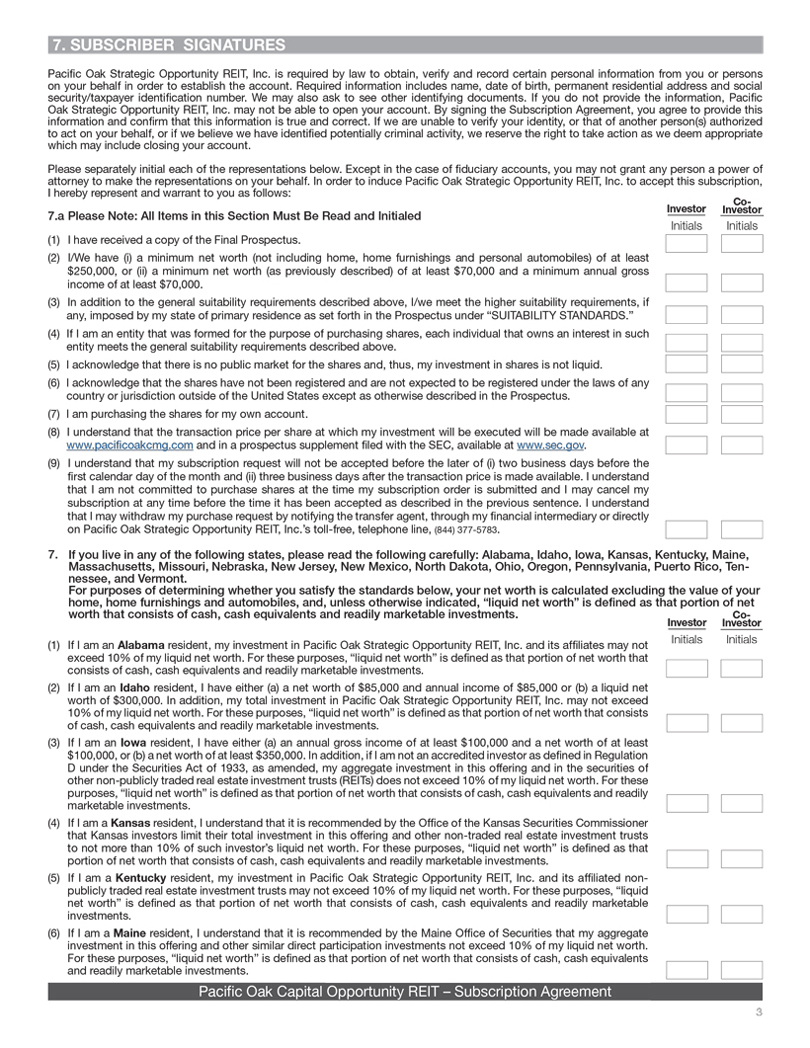 7. SUBSCRIBER SIGNATURES
Pacific Oak Strategic Opportunity REIT, Inc. is required by law to obtain, verify and record certain personal information from you or persons
on your behalf in order to establish the account. Required information includes name, date of birth, permanent residential address and social
security/taxpayer identification number. We may also ask to see other identifying documents. If you do not provide the information, Pacific
Oak Strategic Opportunity REIT, Inc. may not be able to open your account. By signing the Subscription Agreement, you agree to provide this
information and confirm that this information is true and correct. If we are unable to verify your identity, or that of another person(s) authorized
to act on your behalf, or if we believe we have identified potentially criminal activity, we reserve the right to take action as we deem appropriate
which may include closing your account.
Please separately initial each of the representations below. Except in the case of fiduciary accounts, you may not grant any person a power of
attorney to make the representations on your behalf. In order to induce Pacific Oak Strategic Opportunity REIT, Inc. to accept this subscription,
I hereby represent and warrant to you as follows:
7.a Please Note: All Items in this Section Must Be Read and Initialed
Investor
Co-
Investor
Initials
Initials
(1) I have received a copy of the Final Prospectus.
(2) I/We have (i) a minimum net worth (not including home, home furnishings and personal automobiles) of at least
$250,000, or (ii) a minimum net worth (as previously described) of at least $70,000 and a minimum annual gross
income of at least $70,000.
(3) In addition to the general suitability requirements described above, I/we meet the higher suitability requirements, if
any, imposed by my state of primary residence as set forth in the Prospectus under “SUITABILITY STANDARDS.”
(4) If I am an entity that was formed for the purpose of purchasing shares, each individual that owns an interest in such
entity meets the general suitability requirements described above.
(5) I acknowledge that there is no public market for the shares and, thus, my investment in shares is not liquid.
(6) I acknowledge that the shares have not been registered and are not expected to be registered under the laws of any
country or jurisdiction outside of the United States except as otherwise described in the Prospectus.
(7) I am purchasing the shares for my own account.
(8) I understand that the transaction price per share at which my investment will be executed will be made available at
www.pacificoakcmg.com and in a prospectus supplement filed with the SEC, available at www.sec.gov.
(9) I understand that my subscription request will not be accepted before the later of (i) two business days before the
first calendar day of the month and (ii) three business days after the transaction price is made available. I understand
that I am not committed to purchase shares at the time my subscription order is submitted and I may cancel my
subscription at any time before the time it has been accepted as described in the previous sentence. I understand
that I may withdraw my purchase request by notifying the transfer agent, through my financial intermediary or directly
on Pacific Oak Strategic Opportunity REIT, Inc.’s toll-free, telephone line, (844) 377-5783.
7. If you live in any of the following states, please read the following carefully: Alabama, Idaho, Iowa, Kansas, Kentucky, Maine,
Massachusetts, Missouri, Nebraska, New Jersey, New Mexico, North Dakota, Ohio, Oregon, Pennsylvania, Puerto Rico, Ten-
nessee, and Vermont.
For purposes of determining whether you satisfy the standards below, your net worth is calculated excluding the value of your
home, home furnishings and automobiles, and, unless otherwise indicated, “liquid net worth” is defined as that portion of net
worth that consists of cash, cash equivalents and readily marketable investments.
Investor
Co-
Investor
Initials
Initials
(1) If I am an Alabama resident, my investment in Pacific Oak Strategic Opportunity REIT, Inc. and its affiliates may not
exceed 10% of my liquid net worth. For these purposes, “liquid net worth” is defined as that portion of net worth that
consists of cash, cash equivalents and readily marketable investments.
(2) If I am an Idaho resident, I have either (a) a net worth of $85,000 and annual income of $85,000 or (b) a liquid net
worth of $300,000. In addition, my total investment in Pacific Oak Strategic Opportunity REIT, Inc. may not exceed
10% of my liquid net worth. For these purposes, “liquid net worth” is defined as that portion of net worth that consists
of cash, cash equivalents and readily marketable investments.
(3) If I am an Iowa resident, I have either (a) an annual gross income of at least $100,000 and a net worth of at least
$100,000, or (b) a net worth of at least $350,000. In addition, if I am not an accredited investor as defined in Regulation
D under the Securities Act of 1933, as amended, my aggregate investment in this offering and in the securities of
other non-publicly traded real estate investment trusts (REITs) does not exceed 10% of my liquid net worth. For these
purposes, “liquid net worth” is defined as that portion of net worth that consists of cash, cash equivalents and readily
marketable investments.
(4) If I am a Kansas resident, I understand that it is recommended by the Office of the Kansas Securities Commissioner
that Kansas investors limit their total investment in this offering and other non-traded real estate investment trusts
to not more than 10% of such investor’s liquid net worth. For these purposes, “liquid net worth” is defined as that
portion of net worth that consists of cash, cash equivalents and readily marketable investments.
(5) If I am a Kentucky resident, my investment in Pacific Oak Strategic Opportunity REIT, Inc. and its affiliated non-
publicly traded real estate investment trusts may not exceed 10% of my liquid net worth. For these purposes, “liquid
net worth” is defined as that portion of net worth that consists of cash, cash equivalents and readily marketable
investments.
(6) If I am a Maine resident, I understand that it is recommended by the Maine Office of Securities that my aggregate
investment in this offering and other similar direct participation investments not exceed 10% of my liquid net worth.
For these purposes, “liquid net worth” is defined as that portion of net worth that consists of cash, cash equivalents
and readily marketable investments.
Pacific Oak Capital Opportunity REIT – Subscription Agreement
3